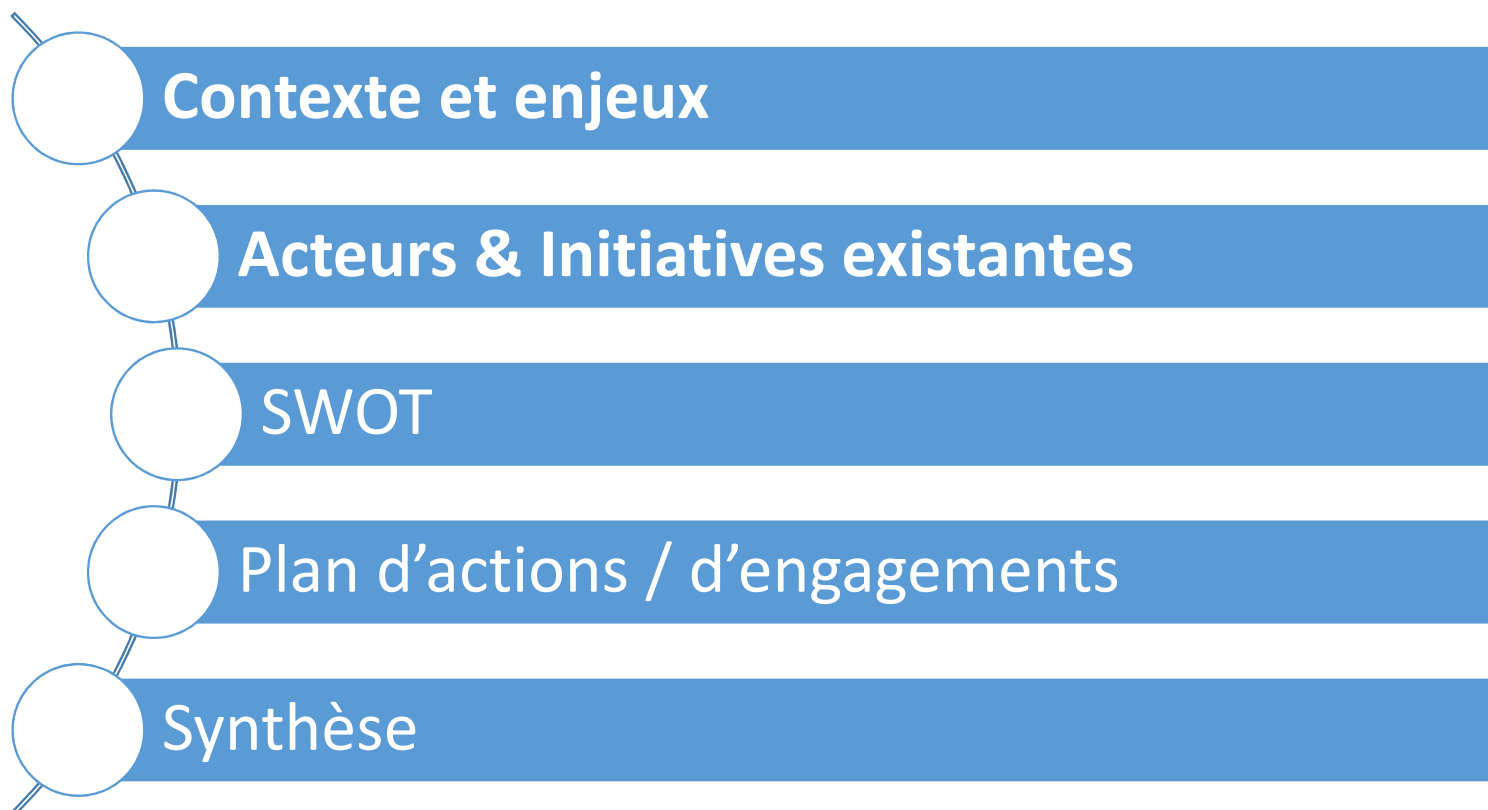 Contexte et enjeux
Acteurs & Initiatives existantes
SWOT
Plan d’actions / d’engagements
Synthèse